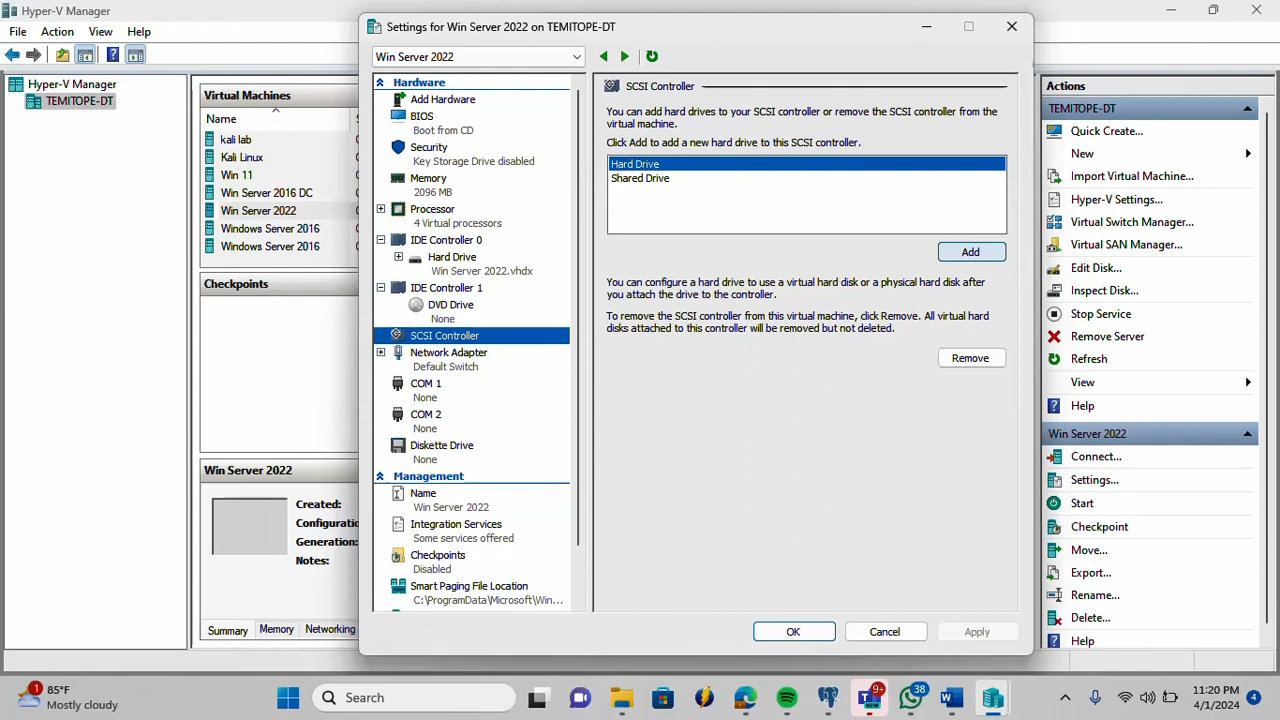 Hyper-V Manager
File Action View Help
Hyper-V Manager
TEMITOPE-DT
Virtual Machines
Name
kali lab
Kali Linux
Win 11
Win Server 2016 DC
Win Server 2022
Windows Server 2016
Windows Server 2016
Checkpoints
Win Server 2022
Created:
Configuratio
Generation:
Notes:
Summary Memory Networking
Settings for Win Server 2022 on TEMITOPE-DT
Win Server 2022
Hardware
Add Hardware
BIOS
Boot from CD
Security
Key Storage Drive disabled
Memory
2096 MB
Processor
4 Virtual processors
IDE Controller 0
Hard Drive
Win Server 2022.vhdx
IDE Controller 1
DVD Drive
None
SCSI Controller
Network Adapter
Default Switch
COM 1
None
COM 2
None
Diskette Drive
None
Management
Name
Win Server 2022
Integration Services
Some services offered
Checkpoints
Disabled
Smart Paging File Location
C:\ProgramData\Microsoft\Win...
SCSI Controller
You can add hard drives to your SCSI controller or remove the SCSI controller from the
virtual machine.
Click Add to add a new hard drive to this SCSI controller.
Hard Drive
Shared Drive
Add
You can configure a hard drive to use a virtual hard disk or a physical hard disk after
you attach the drive to the controller.
To remove the SCSI controller from this virtual machine, click Remove. All virtual hard
disks attached to this controller will be removed but not deleted.
Remove
OK Cancel Apply
Actions
TEMITOPE-DT
Quick Create...
New
Import Virtual Machine...
Hyper-V Settings...
Virtual Switch Manager...
Virtual SAN Manager...
Edit Disk...
Inspect Disk...
Stop Service
Remove Server
Refresh
View
Help
Win Server 2022
Connect...
Settings...
Start
Checkpoint
Move...
Export...
Rename...
Delete...
Help
1
85°F
Mostly cloudy
Search
9+
NEW
38
11:20 PM
4/1/2024
4